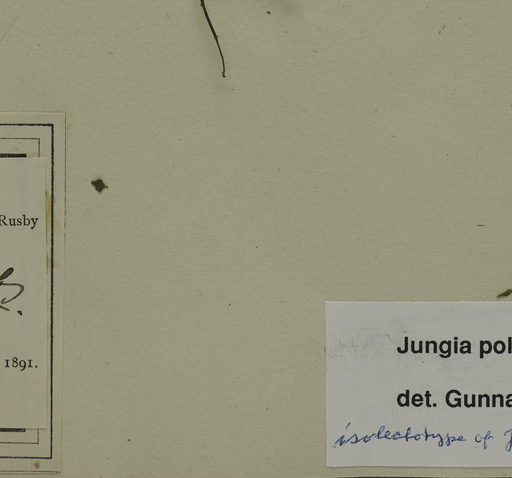 Rusby
B.
1891.
Jungia pol
det. Gunna
isolectotype of J